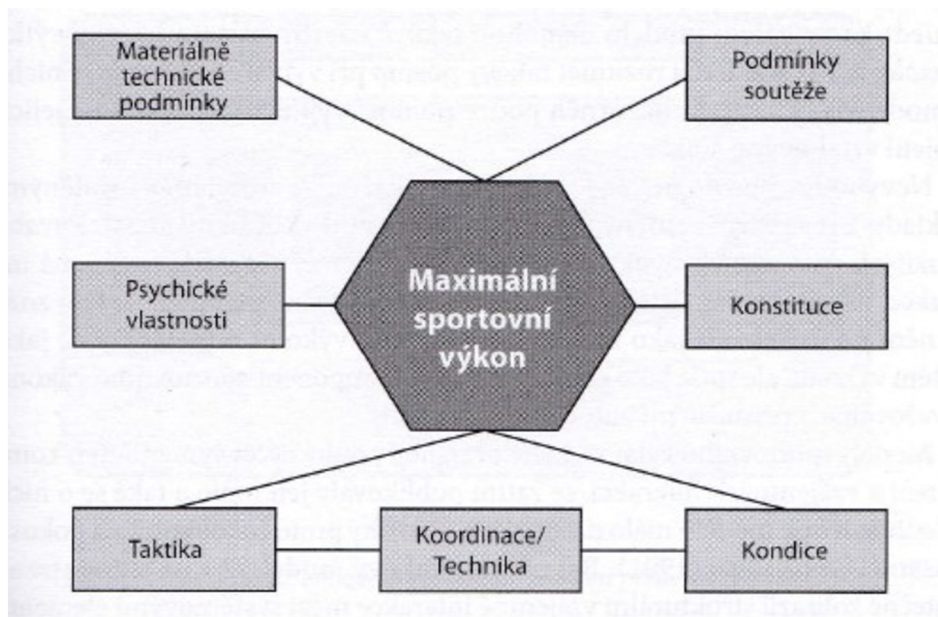 Materiálně
technické
podmínky
Podmínky
soutěže
Psychické
vlastnosti
Maximální
sportovní
výkon
Konstituce
Taktika
Koordinace/
Technika
Kondice